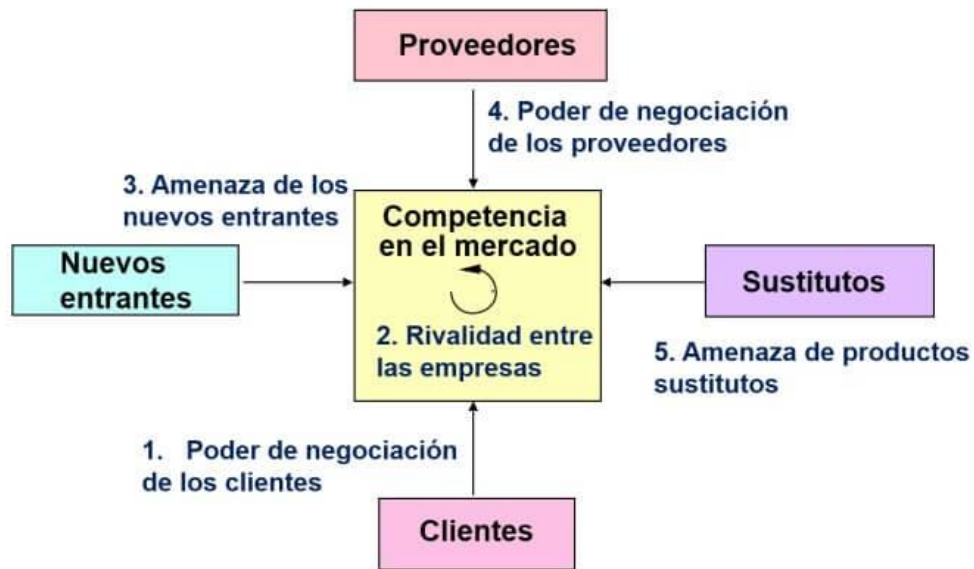 Proveedores
4. Poder de negociación
de los proveedores
3. Amenaza de los
nuevos entrantes
Competencia
en el mercado
Nuevos
entrantes
Sustitutos
2. Rivalidad entre
las empresas
5. Amenaza de productos
sustitutos
1. Poder de negociación
de los clientes
Clientes